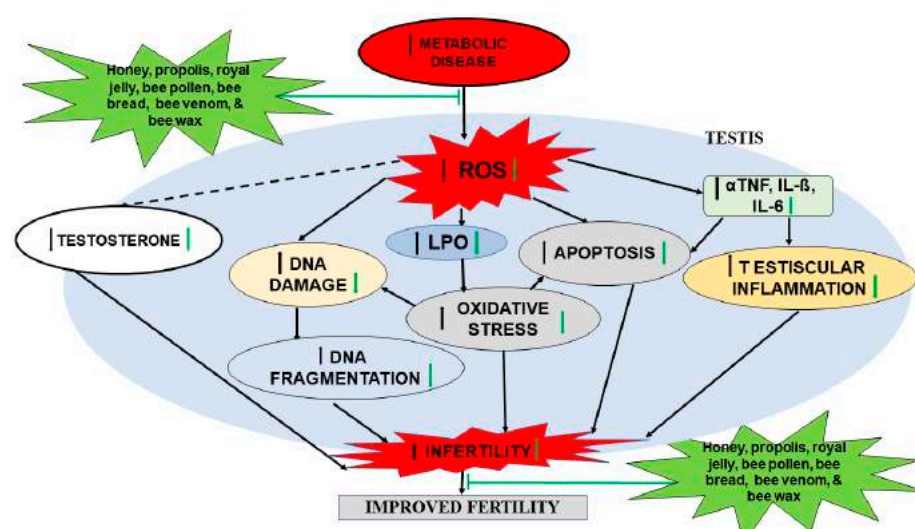 METABOLIC
DISEASE
Honey, propolis, royal
jelly, bee pollen, bee
bread, bee venom, &
bee wax
TESTIS
ROS
αTNF, IL-ß,
IL-6
TESTOSTERONE
LPO
APOPTOSIS
DNA
DAMAGE
T ESTISCULAR
INFLAMMATION
OXIDATIVE
STRESS
DNA
FRAGMENTATION
INFERTILITY
Honey, propolis, royal
jelly, bee pollen, bee
bread, bee venom, &
bee wax
IMPROVED FERTILITY